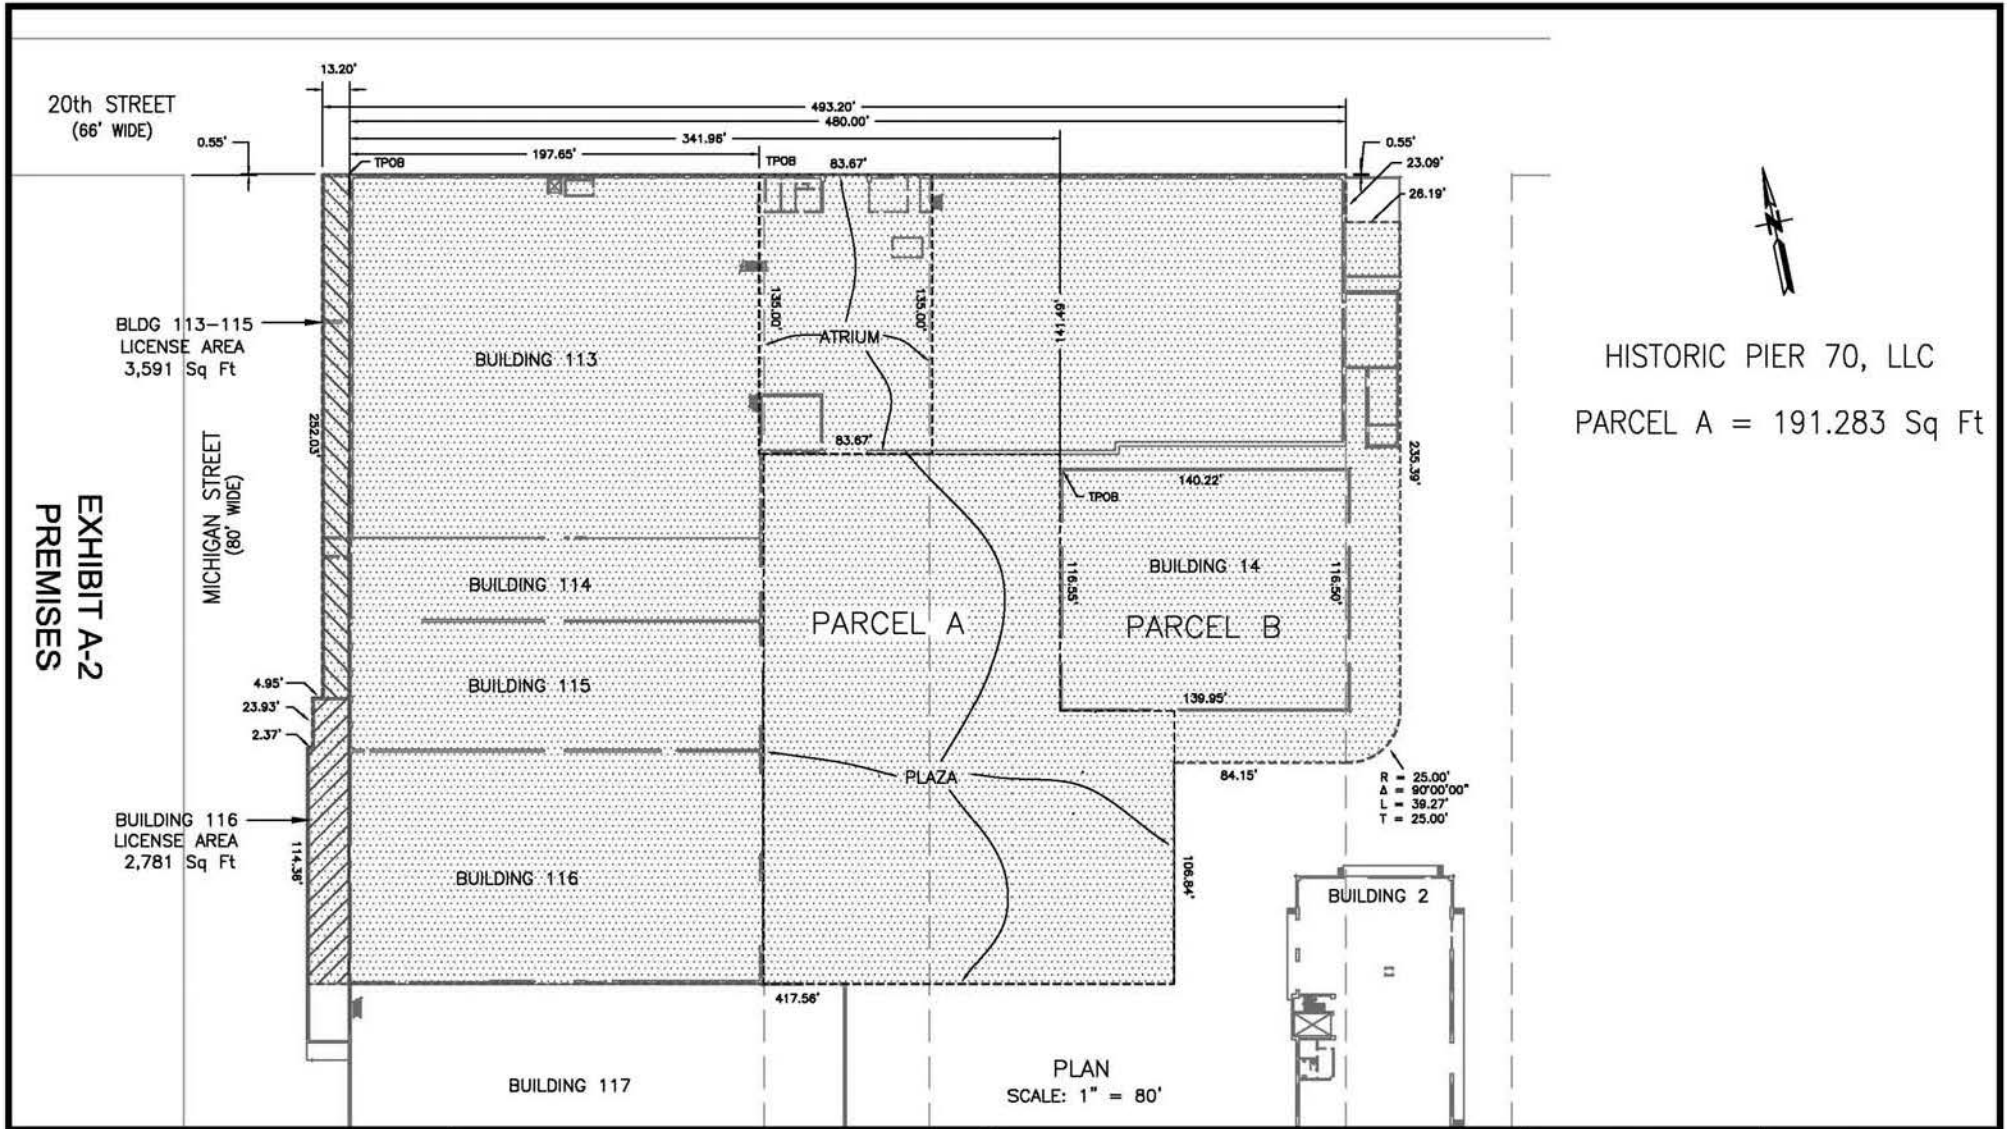 13.20'
20th STREET
(66' WIDE)
493.20'
480.00'
341.96'
197.65'
0.55'
TPOB
TPOB
83.67'
0.55'
23.09'
26.19'
135.00'
135.00'
141.49'
ATRIUM
BLDG 113-115
LICENSE AREA
3,591 Sq Ft
BUILDING 113
HISTORIC PIER 70, LLC
PARCEL A = 191.283 Sq Ft
252.03'
MICHIGAN STREET
(80' WIDE)
EXHIBIT A-2
PREMISES
83.67'
235.39'
140.22'
TPOB
BUILDING 114
BUILDING 14
116.55'
116.50'
PARCEL A
PARCEL B
BUILDING 115
139.95'
4.95'
23.93'
2.37'
PLAZA
84.15'
R = 25.00'
Δ = 90°00'00"
L = 39.27'
T = 25.00'
BUILDING 116
LICENSE AREA
2,781 Sq Ft
114.36'
BUILDING 116
106.84'
BUILDING 2
417.56'
BUILDING 117
PLAN
SCALE: 1" = 80'